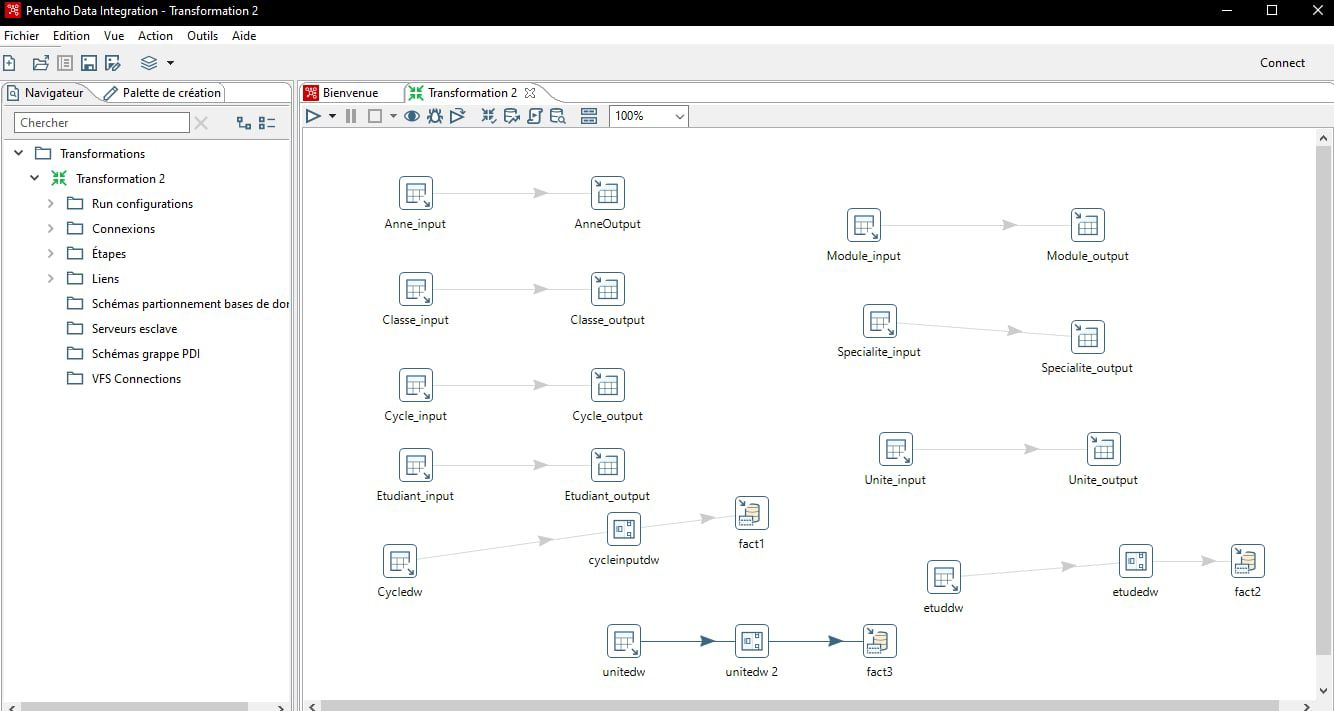 Pentaho Data Integration - Transformation 2
Fichier Edition Vue Action Outils Aide
Connect
Navigateur Palette de création
Chercher
Transformations
Transformation 2
Run configurations
Connexions
Étapes
Liens
Schémas partionnement bases de dor
Serveurs esclave
Schémas grappe PDI
VFS Connections
Bienvenue Transformation 2
100%
Anne_input AnneOutput
Module_input Module_output
Classe_input Classe_output
Specialite_input Specialite_output
Cycle_input Cycle_output
Unite_input Unite_output
Etudiant_input Etudiant_output
Cycledw cycleinputdw fact1
etuddw etudedw fact2
unitedw unitedw 2 fact3